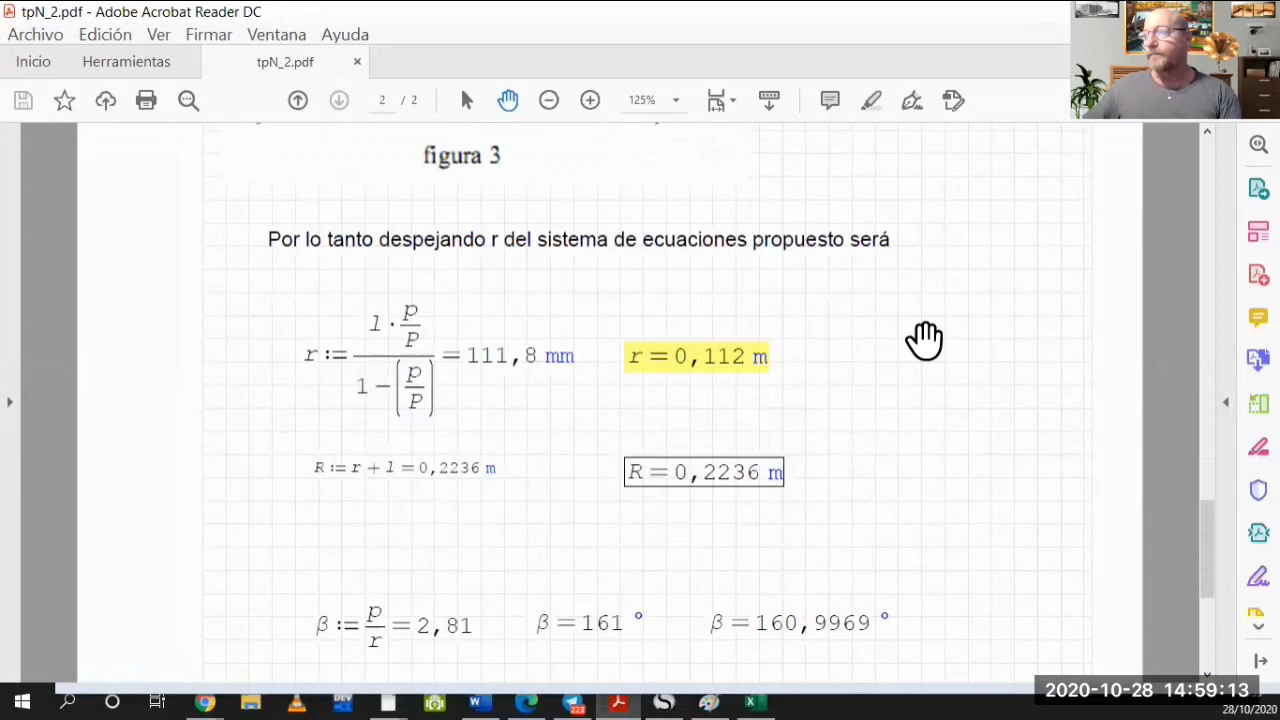 tpN_2.pdf - Adobe Acrobat Reader DC
Archivo Edición Ver Firmar Ventana Ayuda
Inicio Herramientas tpN_2.pdf ×
2 / 2 125%
figura 3
Por lo tanto despejando r del sistema de ecuaciones propuesto será
r := (l · p/P) / (1 − (p/P)) = 111,8 mm r = 0,112 m
R := r + l = 0,2236 m R = 0,2236 m
β := p/r = 2,81 β = 161 ° β = 160,9969 °
DEV
223
2020-10-28 14:59:13
28/10/2020